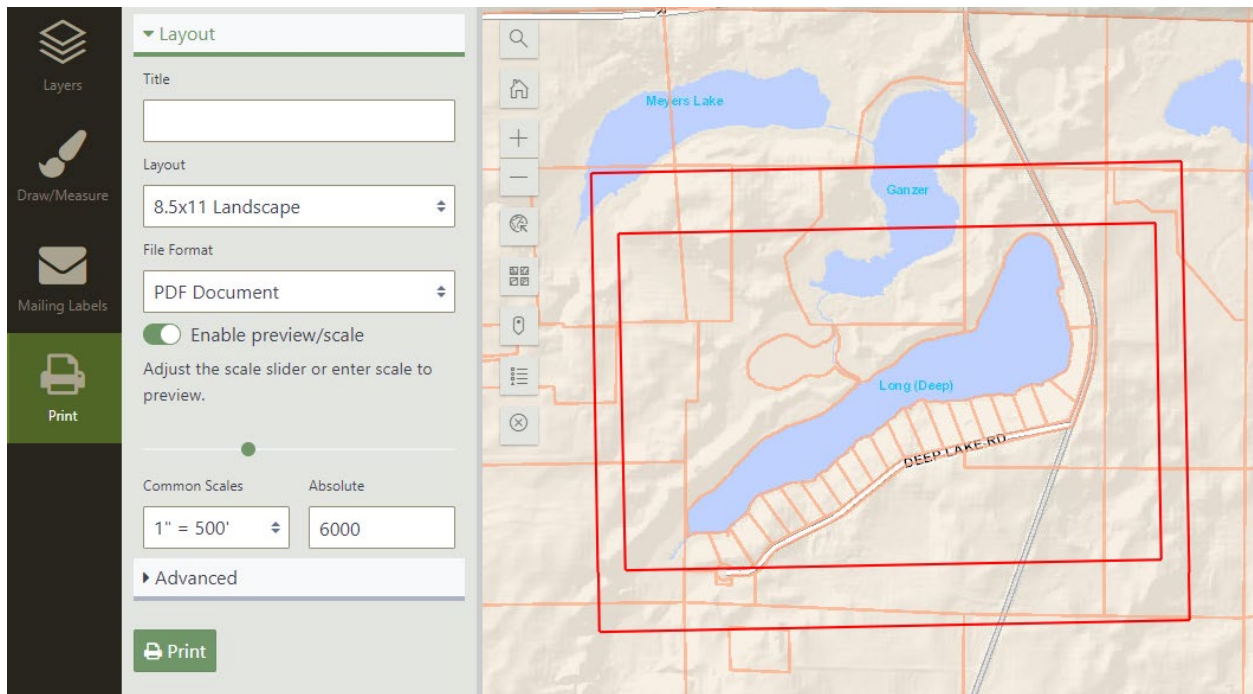 Layers
Draw/Measure
Mailing Labels
Print
Layout
Title
Layout
8.5x11 Landscape
File Format
PDF Document
Enable preview/scale
Adjust the scale slider or enter scale to
preview.
Common Scales
Absolute
1" = 500'
6000
Advanced
Print
Meyers Lake
Ganzer
Long (Deep)
DEEP LAKE RD